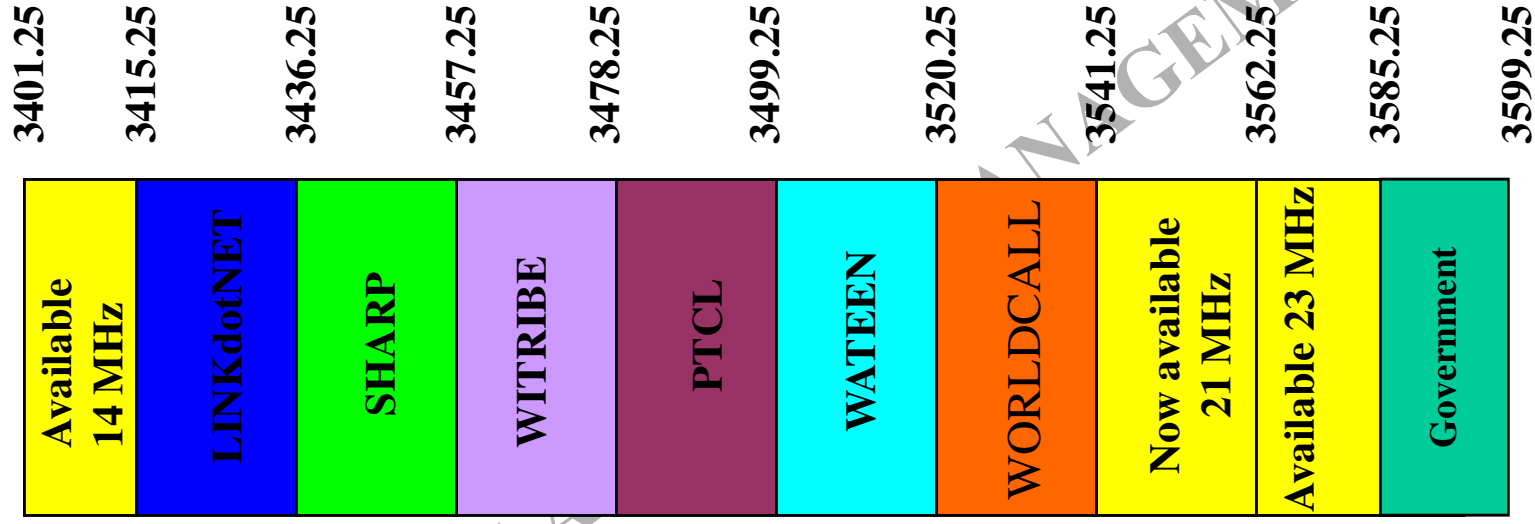 3401.25
3415.25
3436.25
3457.25
3478.25
3499.25
3520.25
3541.25
3562.25
3585.25
3599.25
Available
14 MHz
LINKdotNET
SHARP
WITRIBE
PTCL
WATEEN
WORLDCALL
Now available
21 MHz
Available 23 MHz
Government